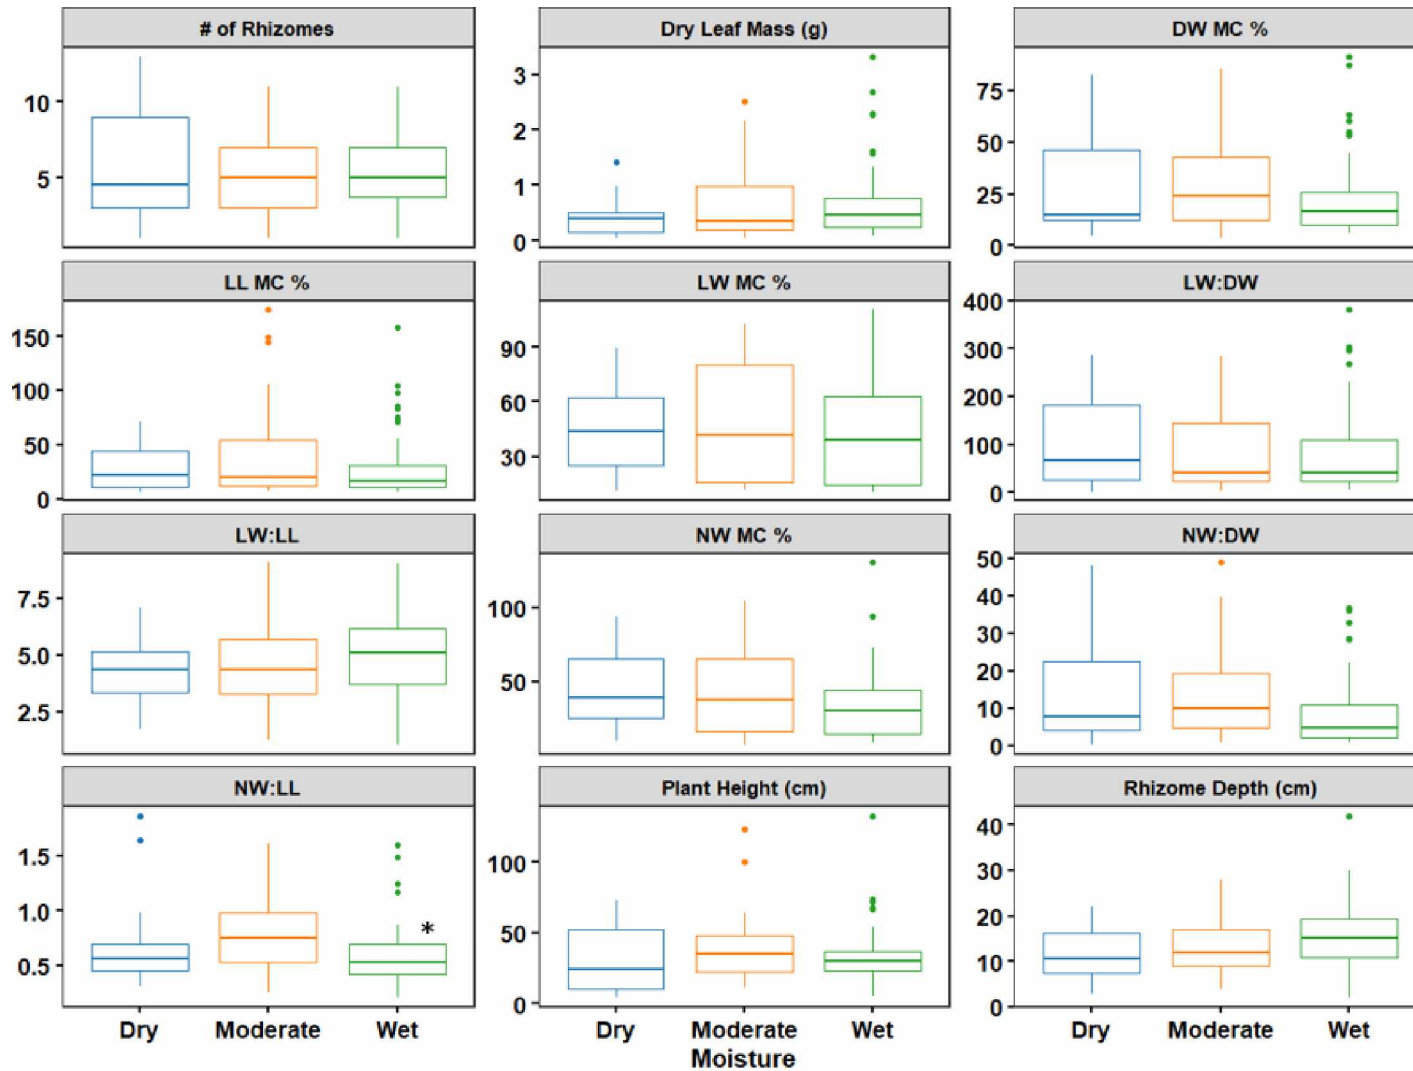 # of Rhizomes
Dry Leaf Mass (g)
DW MC %
10
5
3
2
1
0
75
50
25
0
LL MC %
LW MC %
LW:DW
150
100
50
0
90
60
30
400
300
200
100
0
LW:LL
NW MC %
NW:DW
7.5
5.0
2.5
100
50
50
40
30
20
10
0
NW:LL
Plant Height (cm)
Rhizome Depth (cm)
1.5
1.0
0.5
*
100
50
0
40
30
20
10
0
Dry Moderate Wet
Dry Moderate Wet
Dry Moderate Wet
Moisture